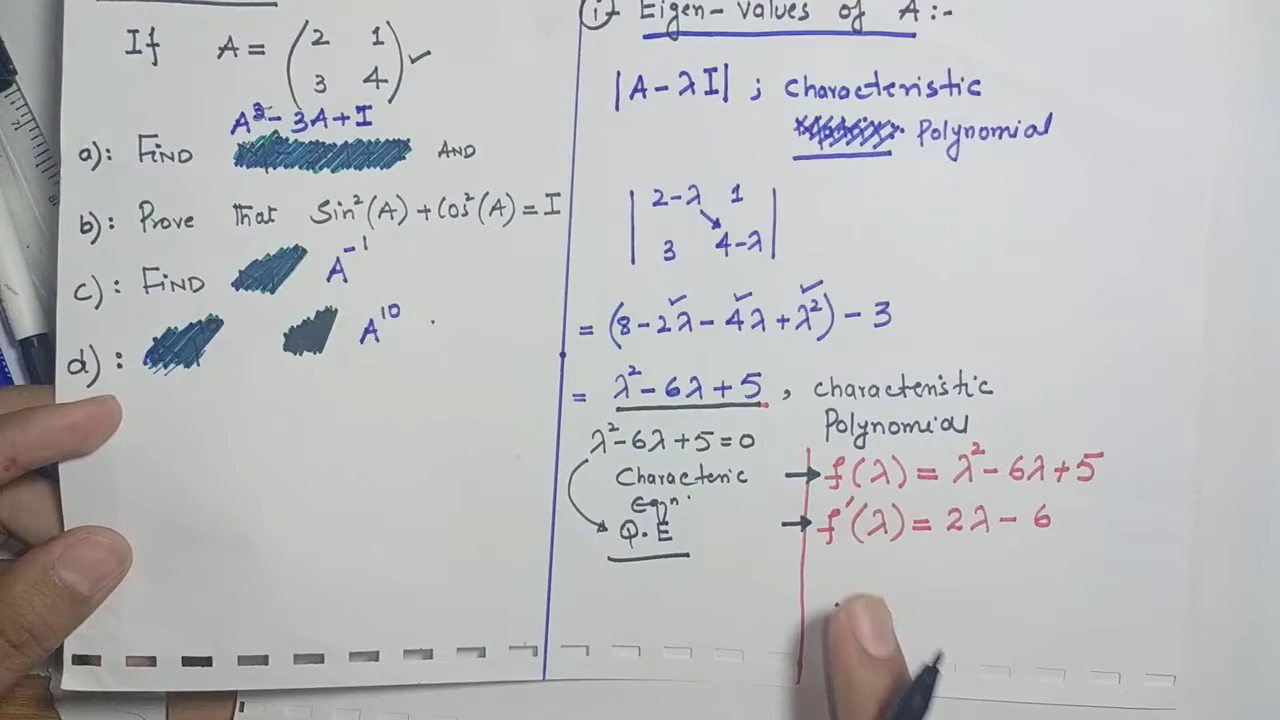 If A = (2 1
3 4) ✓
A³ - 3A + I
a): Find AND
b): Prove that Sin²(A) + Cos²(A) = I
c): Find A⁻¹
d): A¹⁰ .
i) Eigen-Values of A :-
|A - λI| ; Characteristic
Polynomial
|2-λ 1|
|3 4-λ|
= (8 - 2λ - 4λ + λ²) - 3
= λ² - 6λ + 5 , characteristic
Polynomial
λ² - 6λ + 5 = 0
Characteric
Eqn.
Q.E
→ f(λ) = λ² - 6λ + 5
→ f'(λ) = 2λ - 6